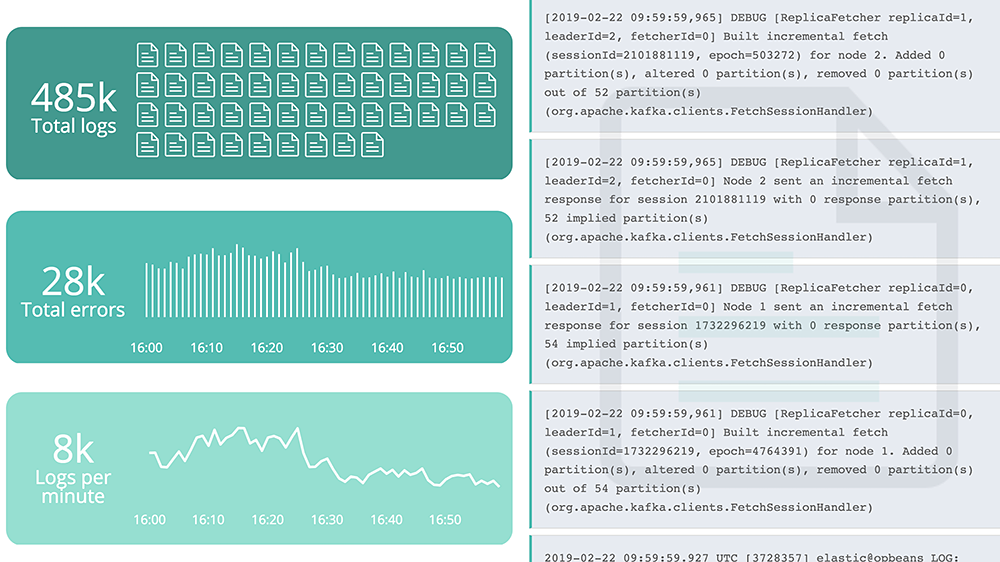 485k
Total logs
28k
Total errors
16:00 16:10 16:20 16:30 16:40 16:50
8k
Logs per
minute
16:00 16:10 16:20 16:30 16:40 16:50
[2019-02-22 09:59:59,965] DEBUG [ReplicaFetcher replicaId=1,
leaderId=2, fetcherId=0] Built incremental fetch
(sessionId=2101881119, epoch=503272) for node 2. Added 0
partition(s), altered 0 partition(s), removed 0 partition(s)
out of 52 partition(s)
(org.apache.kafka.clients.FetchSessionHandler)
[2019-02-22 09:59:59,965] DEBUG [ReplicaFetcher replicaId=1,
leaderId=2, fetcherId=0] Node 2 sent an incremental fetch
response for session 2101881119 with 0 response partition(s),
52 implied partition(s)
(org.apache.kafka.clients.FetchSessionHandler)
[2019-02-22 09:59:59,961] DEBUG [ReplicaFetcher replicaId=0,
leaderId=1, fetcherId=0] Node 1 sent an incremental fetch
response for session 1732296219 with 0 response partition(s),
54 implied partition(s)
(org.apache.kafka.clients.FetchSessionHandler)
[2019-02-22 09:59:59,961] DEBUG [ReplicaFetcher replicaId=0,
leaderId=1, fetcherId=0] Built incremental fetch
(sessionId=1732296219, epoch=4764391) for node 1. Added 0
partition(s), altered 0 partition(s), removed 0 partition(s)
out of 54 partition(s)
(org.apache.kafka.clients.FetchSessionHandler)
2019-02-22 09:59:59.927 UTC [3728357] elastic@opbeans LOG: